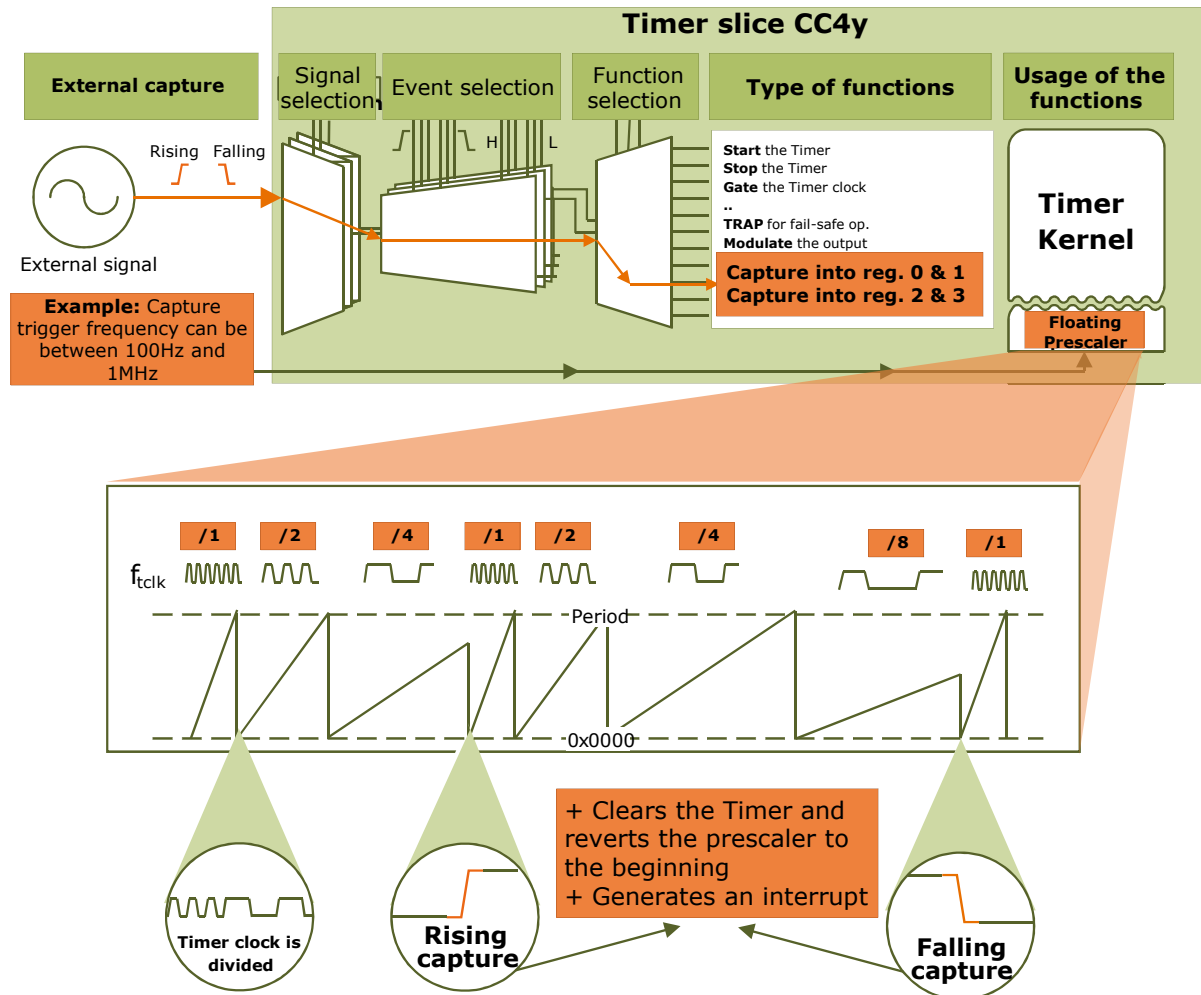 Timer slice CC4y
External capture
Signal
selection
Event selection
Function
selection
Type of functions
Usage of the
functions
Rising
Falling
H
L
External signal
Start the Timer
Stop the Timer
Gate the Timer clock
..
TRAP for fail-safe op.
Modulate the output
Capture into reg. 0 & 1
Capture into reg. 2 & 3
Timer
Kernel
Floating
Prescaler
Example: Capture
trigger frequency can be
between 100Hz and
1MHz
/1
/2
/4
/1
/2
/4
/8
/1
ftclk
Period
0x0000
Timer clock is
divided
Rising
capture
+ Clears the Timer and
reverts the prescaler to
the beginning
+ Generates an interrupt
Falling
capture